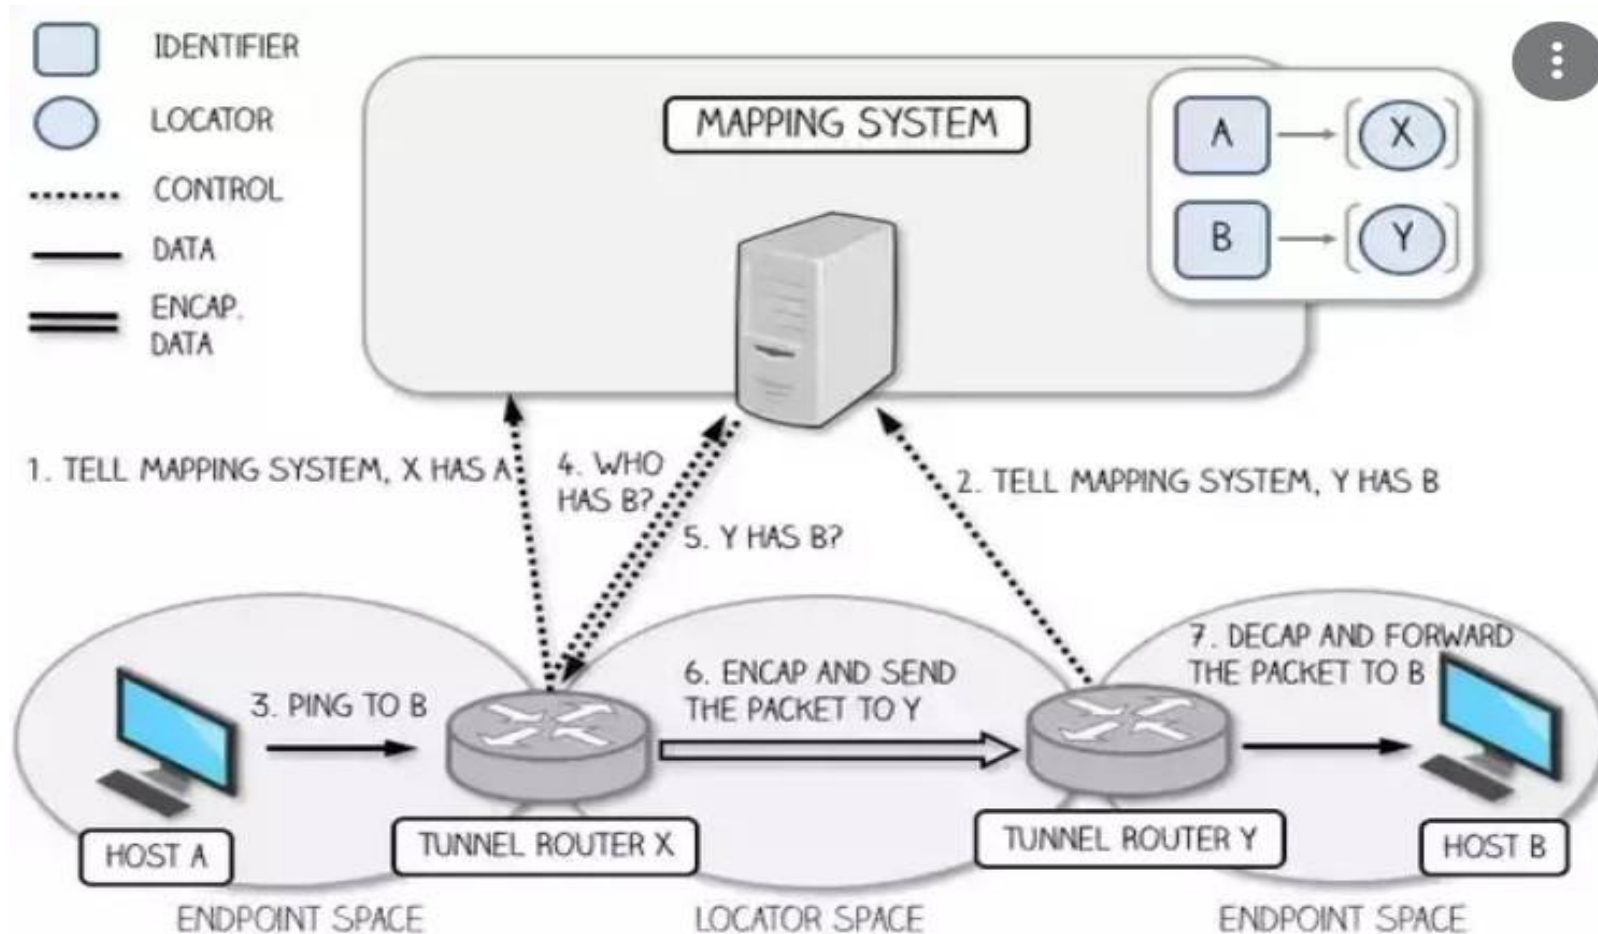 IDENTIFIER
LOCATOR
CONTROL
DATA
ENCAP.
DATA
MAPPING SYSTEM
A
X
B
Y
1. TELL MAPPING SYSTEM, X HAS A
4. WHO
HAS B?
5. Y HAS B?
2. TELL MAPPING SYSTEM, Y HAS B
3. PING TO B
6. ENCAP AND SEND
THE PACKET TO Y
7. DECAP AND FORWARD
THE PACKET TO B
HOST A
TUNNEL ROUTER X
TUNNEL ROUTER Y
HOST B
ENDPOINT SPACE
LOCATOR SPACE
ENDPOINT SPACE